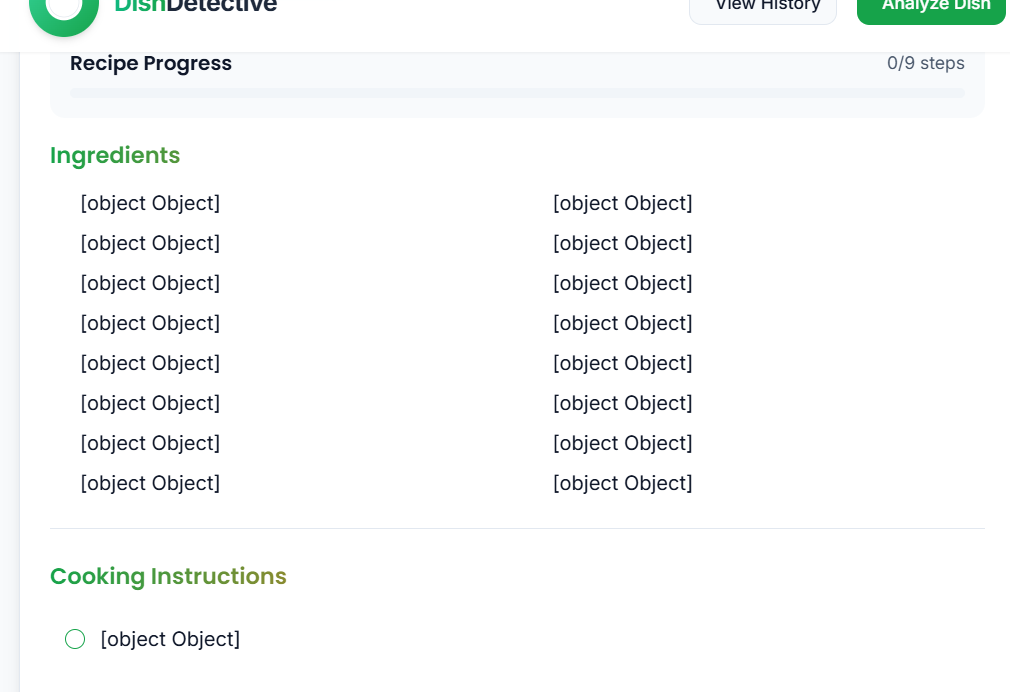 DishDetective
View History
Analyze Dish
Recipe Progress
0/9 steps
Ingredients
[object Object] [object Object]
[object Object] [object Object]
[object Object] [object Object]
[object Object] [object Object]
[object Object] [object Object]
[object Object] [object Object]
[object Object] [object Object]
[object Object] [object Object]
Cooking Instructions
[object Object]